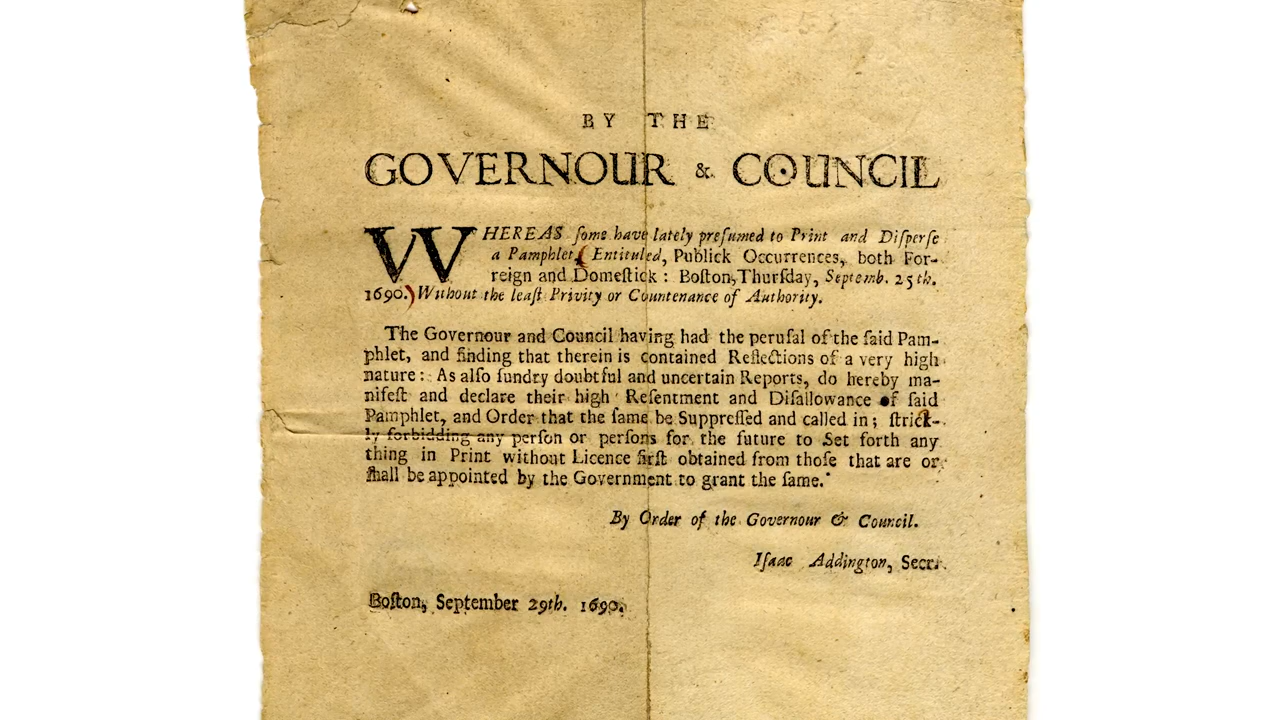 BY THE
GOVERNOUR & COUNCIL
WHEREAS ſome have lately preſumed to Print and Diſperſe
a Pamphlet, (Entituled, Publick Occurrences, both For-
reign and Domeſtick : Boſton, Thurſday, Septemb. 25th.
1690.) Without the leaſt Privity or Countenance of Authority.
The Governour and Council having had the peruſal of the ſaid Pam-
phlet, and finding that therein is contained Reflections of a very high
nature : As alſo ſundry doubtful and uncertain Reports, do hereby ma-
nifeſt and declare their high Reſentment and Diſallowance of ſaid
Pamphlet, and Order that the ſame be Suppreſſed and called in ; ſtrick-
ly forbidding any perſon or perſons for the future to Set forth any
thing in Print without Licence firſt obtained from thoſe that are or
ſhall be appointed by the Government to grant the ſame.
By Order of the Governour & Council.
Iſaac Addington, Secr.
Boſton, September 29th. 1690.